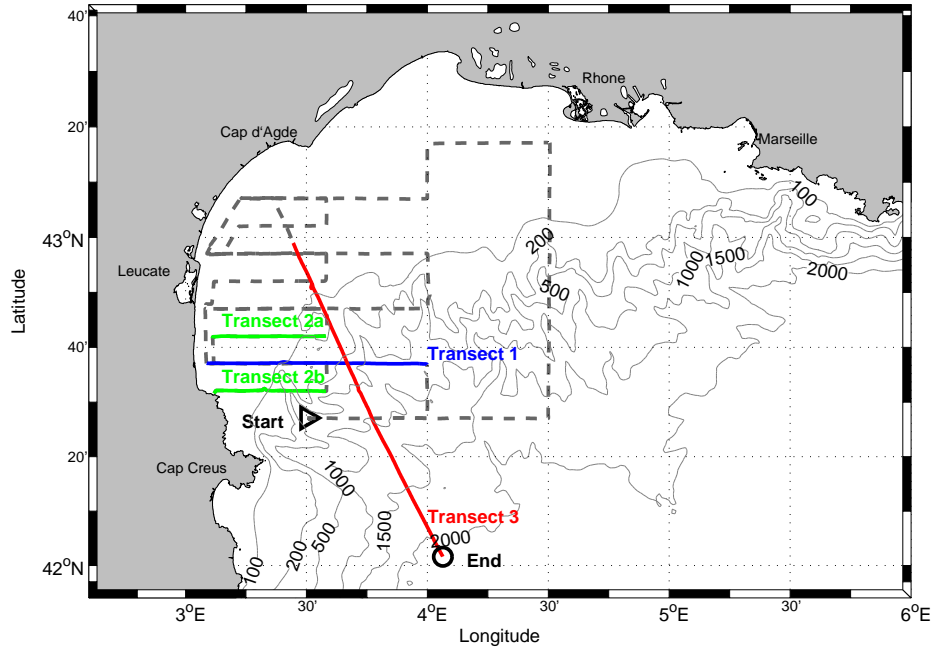 40'
Rhone
20'
Cap d'Agde
Marseille
100
43°N
200
Leucate
1000
1500
2000
500
Latitude
Transect 2a
40'
Transect 1
Transect 2b
Start
20'
Cap Creus
1000
Transect 3
1500
500
2000
200
100
End
42°N
3°E
30'
4°E
30'
5°E
30'
6°E
Longitude